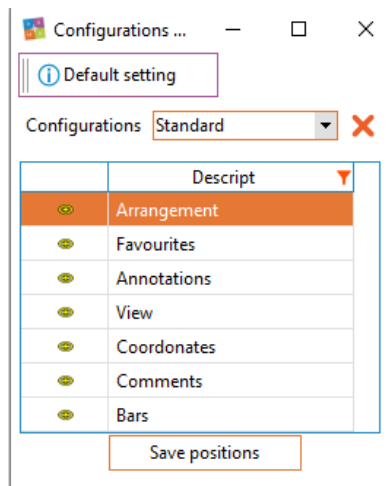 Configurations ...
Default setting
Configurations Standard
Descript
Arrangement
Favourites
Annotations
View
Coordonates
Comments
Bars
Save positions